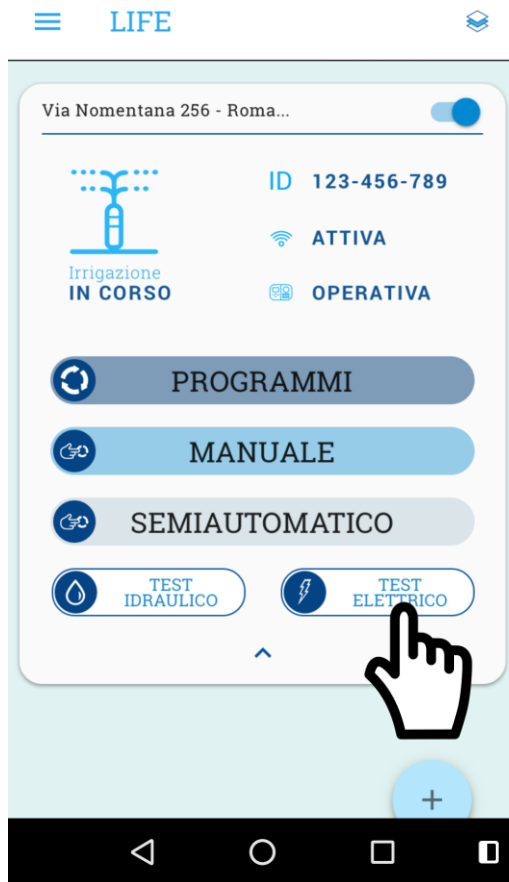 LIFE
Via Nomentana 256 - Roma...
ID 123-456-789
ATTIVA
Irrigazione
IN CORSO
OPERATIVA
PROGRAMMI
MANUALE
SEMIAUTOMATICO
TEST
IDRAULICO
TEST
ELETTRICO
+